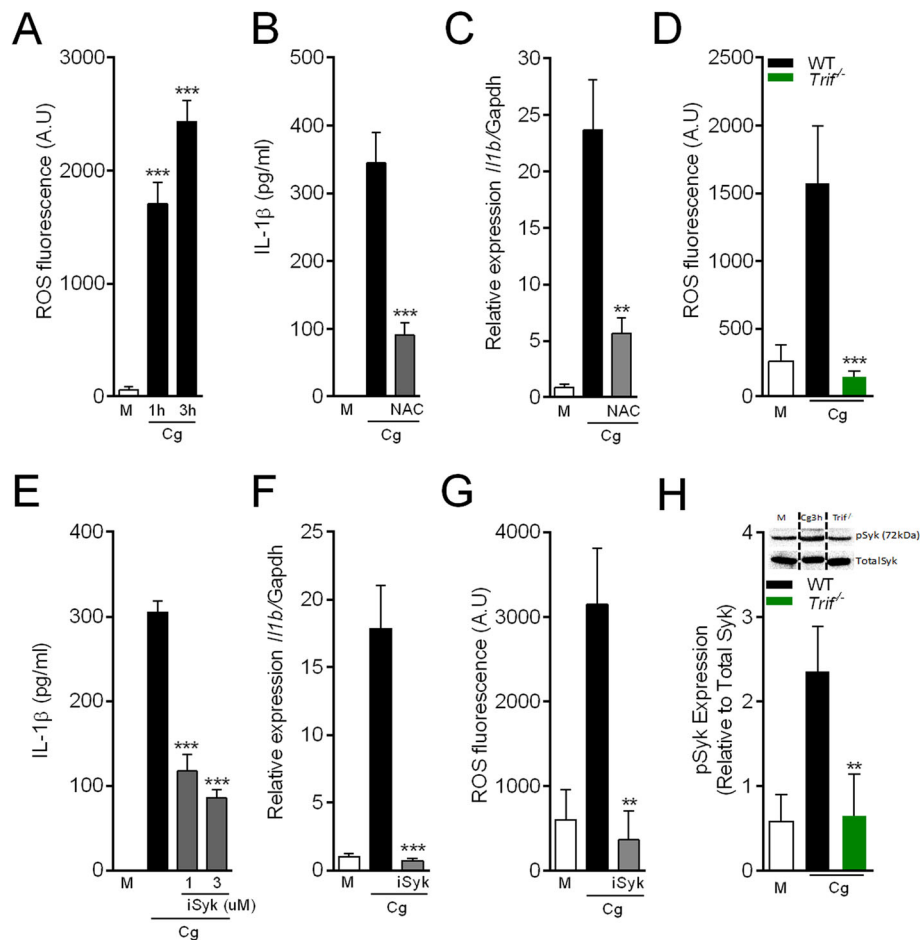 A
ROS fluorescence (A.U)
3000
2000
1000
0
***
***
M 1h 3h
Cg
B
IL-1β (pg/ml)
500
400
300
200
100
0
***
M NAC
Cg
C
Relative expression Il1b/Gapdh
30
25
20
15
10
5
0
**
M NAC
Cg
D
WT
Trif-/-
ROS fluorescence (A.U)
2500
2000
1500
1000
500
0
***
M Cg
E
IL-1β (pg/ml)
400
300
200
100
0
***
***
M 1 3
iSyk (uM)
Cg
F
Relative expression Il1b/Gapdh
25
20
15
10
5
0
***
M iSyk
Cg
G
ROS fluorescence (A.U)
4000
3000
2000
1000
0
**
M iSyk
Cg
H
M Cg3h Trif/-
pSyk (72kDa)
TotalSyk
WT
Trif-/-
pSyk Expression
(Relative to Total Syk)
4
3
2
1
0
**
M Cg